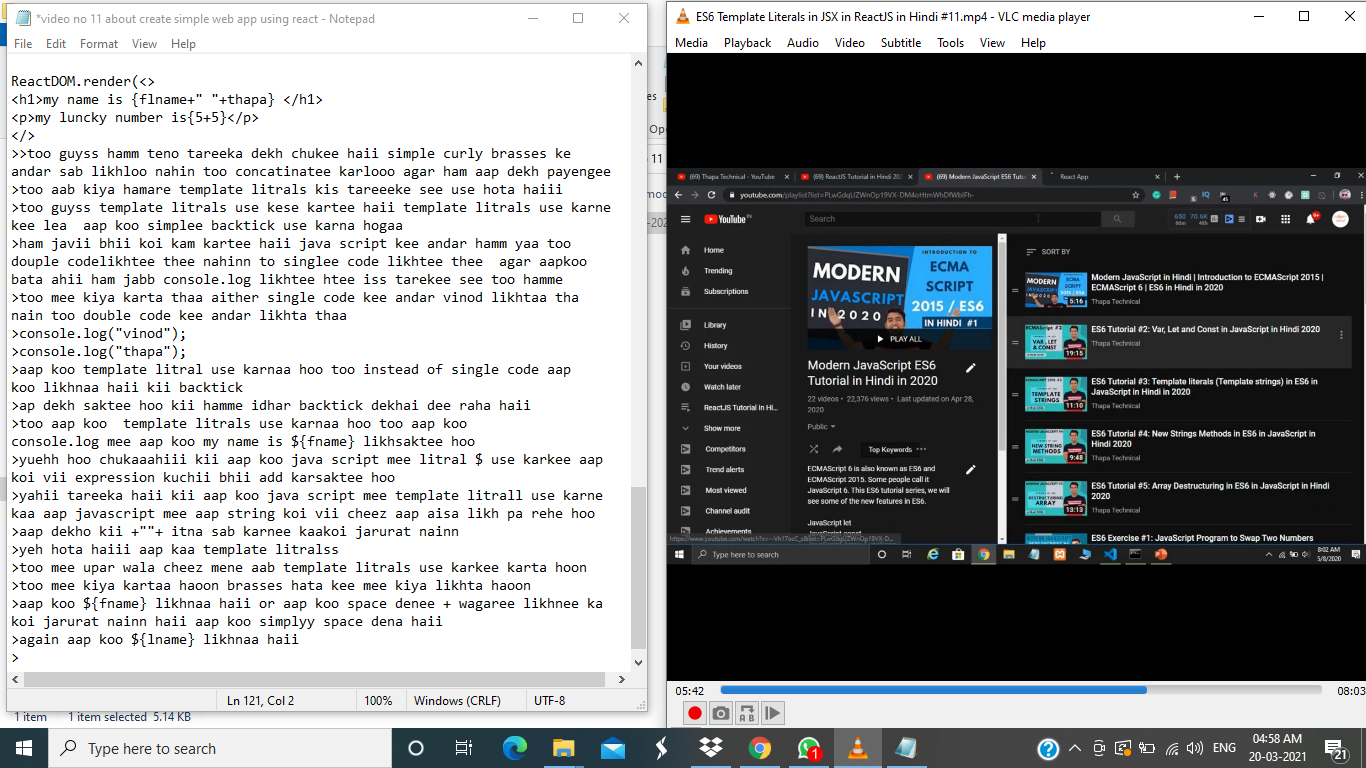 *video no 11 about create simple web app using react - Notepad
File Edit Format View Help
ReactDOM.render(<>
<h1>my name is {flname+" "+thapa} </h1>
<p>my luncky number is{5+5}</p>
</>
>>too guyss hamm teno tareeka dekh chukee haii simple curly brasses ke
andar sab likhloo nahin too concatinatee karlooo agar ham aap dekh payengee
>too aab kiya hamare template litrals kis tareeeke see use hota haiii
>too guyss template litrals use kese kartee haii template litrals use karne
kee lea  aap koo simplee backtick use karna hogaa
>ham javii bhii koi kam kartee haii java script kee andar hamm yaa too
douple codelikhtee thee nahinn to singlee code likhtee thee  agar aapkoo
bata ahii ham jabb console.log likhtee htee iss tarekee see too hamme
>too mee kiya karta thaa aither single code kee andar vinod likhtaa tha
nain too double code kee andar likhta thaa
>console.log("vinod");
>console.log("thapa");
>aap koo template litral use karnaa hoo too instead of single code aap
koo likhnaa haii kii backtick
>ap dekh saktee hoo kii hamme idhar backtick dekhai dee raha haii
>too aap koo  template litrals use karnaa hoo too aap koo
console.log mee aap koo my name is ${fname} likhsaktee hoo
>yuehh hoo chukaaahiii kii aap koo java script mee litral $ use karkee aap
koi vii expression kuchii bhii add karsaktee hoo
>yahii tareeka haii kii aap koo java script mee template litrall use karne
kaa aap javascript mee aap string koi vii cheex aap aisa likh pa rehe hoo
>aap dekho kii +""+ itna sab karnee kaakoi jarurat nainn
>yeh hota haiii aap kaa template litralss
>too mee upar wala cheez mene aab template litrals use karkee karta hoon
>too mee kiya kartaa haoon brasses hata kee mee kiya likhta haoon
>aap koo ${fname} likhnaa haii or aap koo space denee + wagaree likhnee ka
koi jarurat nainn haii aap koo simplyy space dena haii
>again aap koo ${lname} likhnaa haii
>
Ln 121, Col 2 100% Windows (CRLF) UTF-8
1 item 1 item selected 5.14 KB
es
Ope
11
mod
-202
ES6 Template Literals in JSX in ReactJS in Hindi #11.mp4 - VLC media player
Media Playback Audio Video Subtitle Tools View Help
(69) Thapa Technical - YouTube (69) ReactJS Tutorial in Hindi 202 (69) Modern JavaScript ES6 Tuto React App
YouTube IN
Search
Home
Trending
Subscriptions
Library
History
Your videos
Watch later
ReactJS Tutorial in Hi...
Show more
Competitors
Trend alerts
Most viewed
Channel audit
Achievements
MODERN
JAVASCRIPT
IN 2020
INTRODUCTION TO
ECMA
SCRIPT
2015 / ES6
IN HINDI #1
PLAY ALL
Modern JavaScript ES6
Tutorial in Hindi in 2020
22 videos • 22,376 views • Last updated on Apr 28,
2020
Public
Top Keywords
ECMAScript 6 is also known as ES6 and
ECMAScript 2015. Some people call it
JavaScript 6. This ES6 tutorial series, we will
see some of the new features in ES6.
JavaScript let
SORT BY
Modern JavaScript in Hindi | Introduction to ECMAScript 2015 |
ECMAScript 6 | ES6 in Hindi in 2020
Thapa Technical
5:16
ES6 Tutorial #2: Var, Let and Const in JavaScript in Hindi 2020
Thapa Technical
VAR , LET
& CONST
19:15
ES6 Tutorial #3: Template literals (Template strings) in ES6 in
JavaScript in Hindi in 2020
Thapa Technical
TEMPLATE
STRINGS
11:10
ES6 Tutorial #4: New Strings Methods in ES6 in JavaScript in
Hindi 2020
Thapa Technical
NEW STRING
METHODS
9:48
ES6 Tutorial #5: Array Destructuring in ES6 in JavaScript in Hindi
2020
Thapa Technical
DESTRUCTURING
ARRAY
13:13
ES6 Exercise #1: JavaScript Program to Swap Two Numbers
Type here to search
8:02 AM
5/8/2020
05:42 08:03
Type here to search
1
ENG
04:58 AM
20-03-2021
21